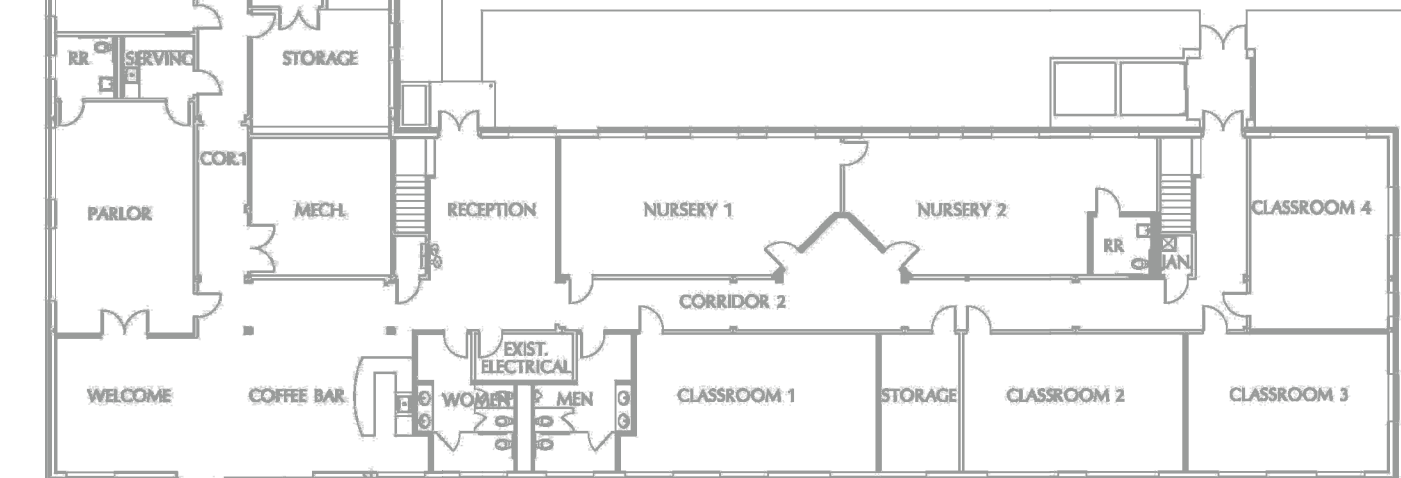 RR
SERVING
STORAGE
COR.1
PARLOR
MECH.
RECEPTION
NURSERY 1
NURSERY 2
CLASSROOM 4
RR
JAN.
CORRIDOR 2
EXIST.
ELECTRICAL
WELCOME
COFFEE BAR
WOMEN
MEN
CLASSROOM 1
STORAGE
CLASSROOM 2
CLASSROOM 3